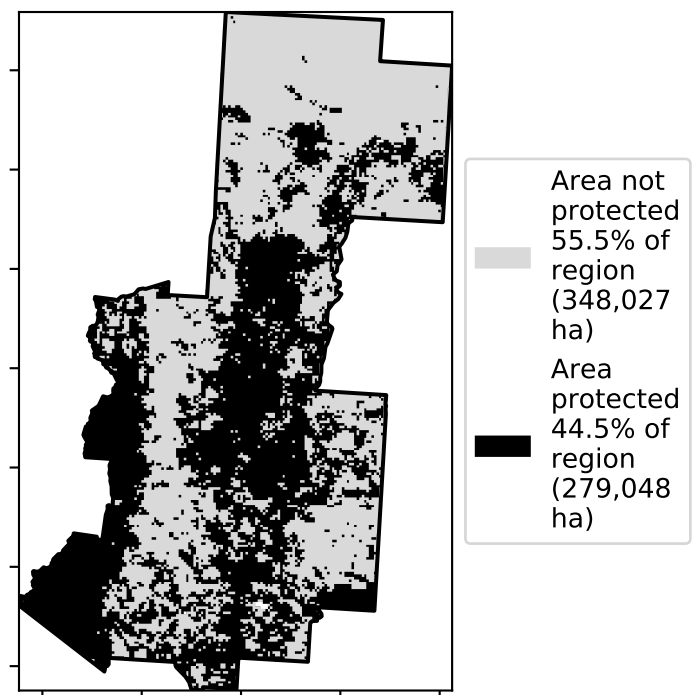 Area not
protected
55.5% of
region
(348,027
ha)
Area
protected
44.5% of
region
(279,048
ha)